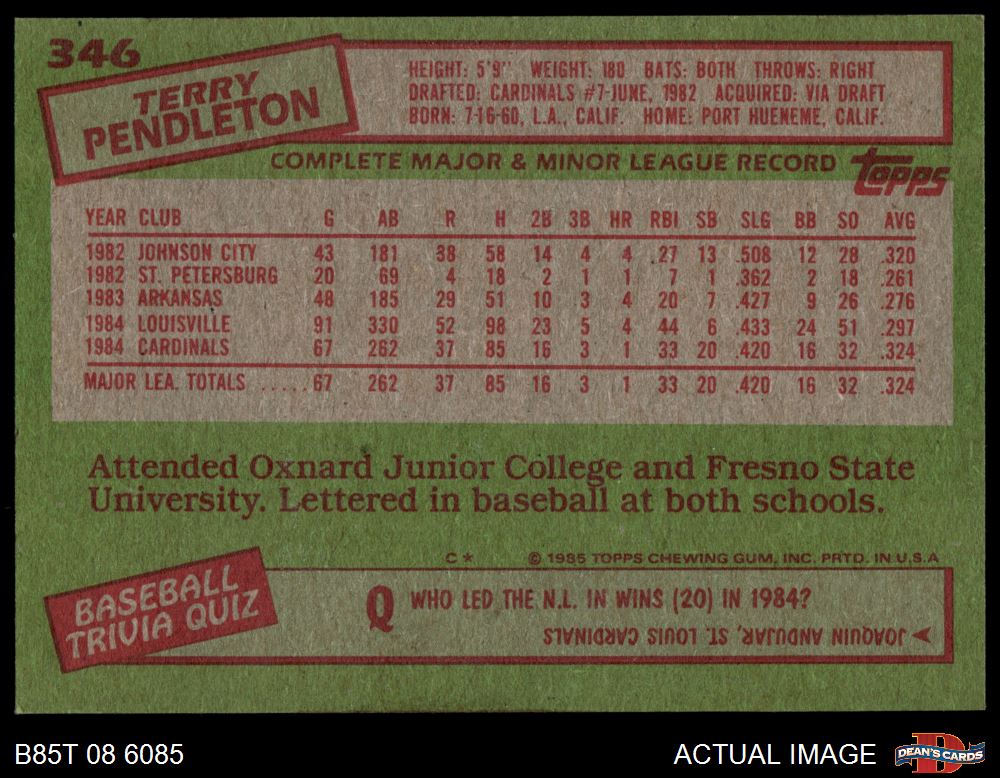 346
TERRY
PENDLETON
HEIGHT: 5'9" WEIGHT: 180 BATS: BOTH THROWS: RIGHT
DRAFTED: CARDINALS #7-JUNE, 1982 ACQUIRED: VIA DRAFT
BORN: 7-16-60, L.A., CALIF. HOME: PORT HUENEME, CALIF.
COMPLETE MAJOR & MINOR LEAGUE RECORD topps
YEAR CLUB G AB R H 2B 3B HR RBI SB SLG BB SO AVG
1982 JOHNSON CITY 43 181 38 58 14 4 4 27 13 .508 12 28 .320
1982 ST. PETERSBURG 20 69 4 18 2 1 1 7 1 .362 2 18 .261
1983 ARKANSAS 48 185 29 51 10 3 4 20 7 .427 9 26 .276
1984 LOUISVILLE 91 330 52 98 23 5 4 44 6 .433 24 51 .297
1984 CARDINALS 67 262 37 85 16 3 1 33 20 .420 16 32 .324
MAJOR LEA. TOTALS ..... 67 262 37 85 16 3 1 33 20 .420 16 32 .324
Attended Oxnard Junior College and Fresno State
University. Lettered in baseball at both schools.
C * © 1985 TOPPS CHEWING GUM, INC. PRTD. IN U.S.A
BASEBALL
TRIVIA QUIZ
Q WHO LED THE N.L. IN WINS (20) IN 1984?
JOAQUIN ANDUJAR, ST. LOUIS CARDINALS
B85T 08 6085
ACTUAL IMAGE
DEAN'S CARDS